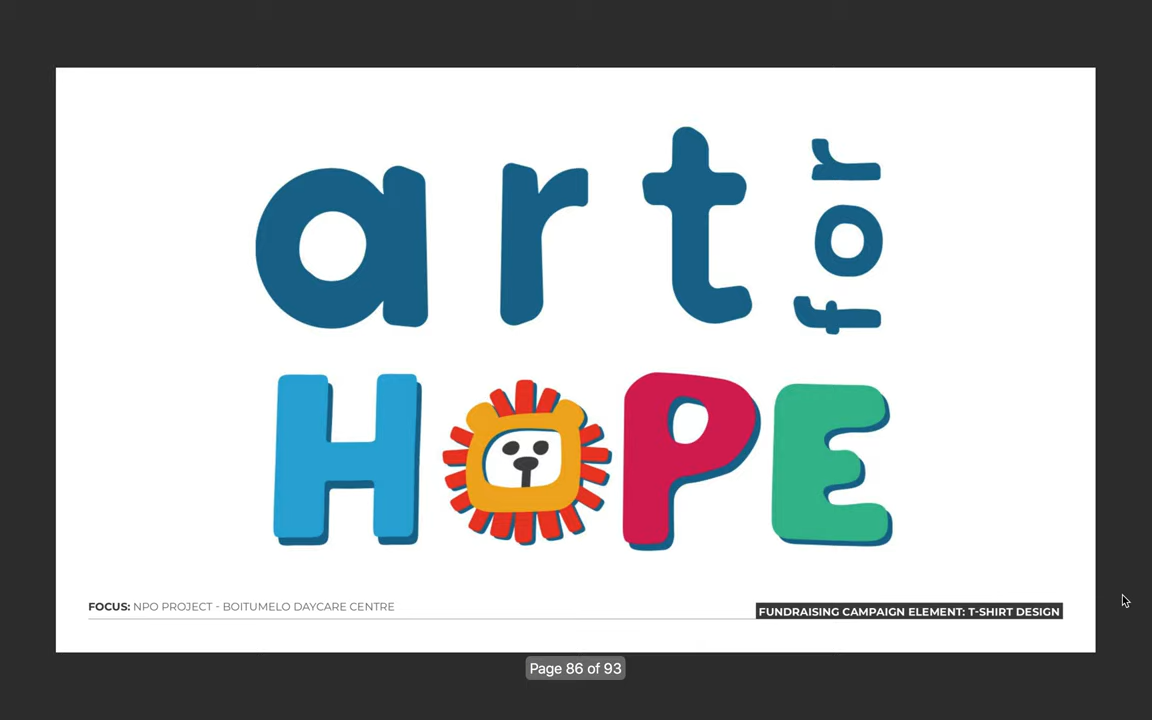 art for
HOPE
FOCUS: NPO PROJECT - BOITUMELO DAYCARE CENTRE
FUNDRAISING CAMPAIGN ELEMENT: T-SHIRT DESIGN
Page 86 of 93